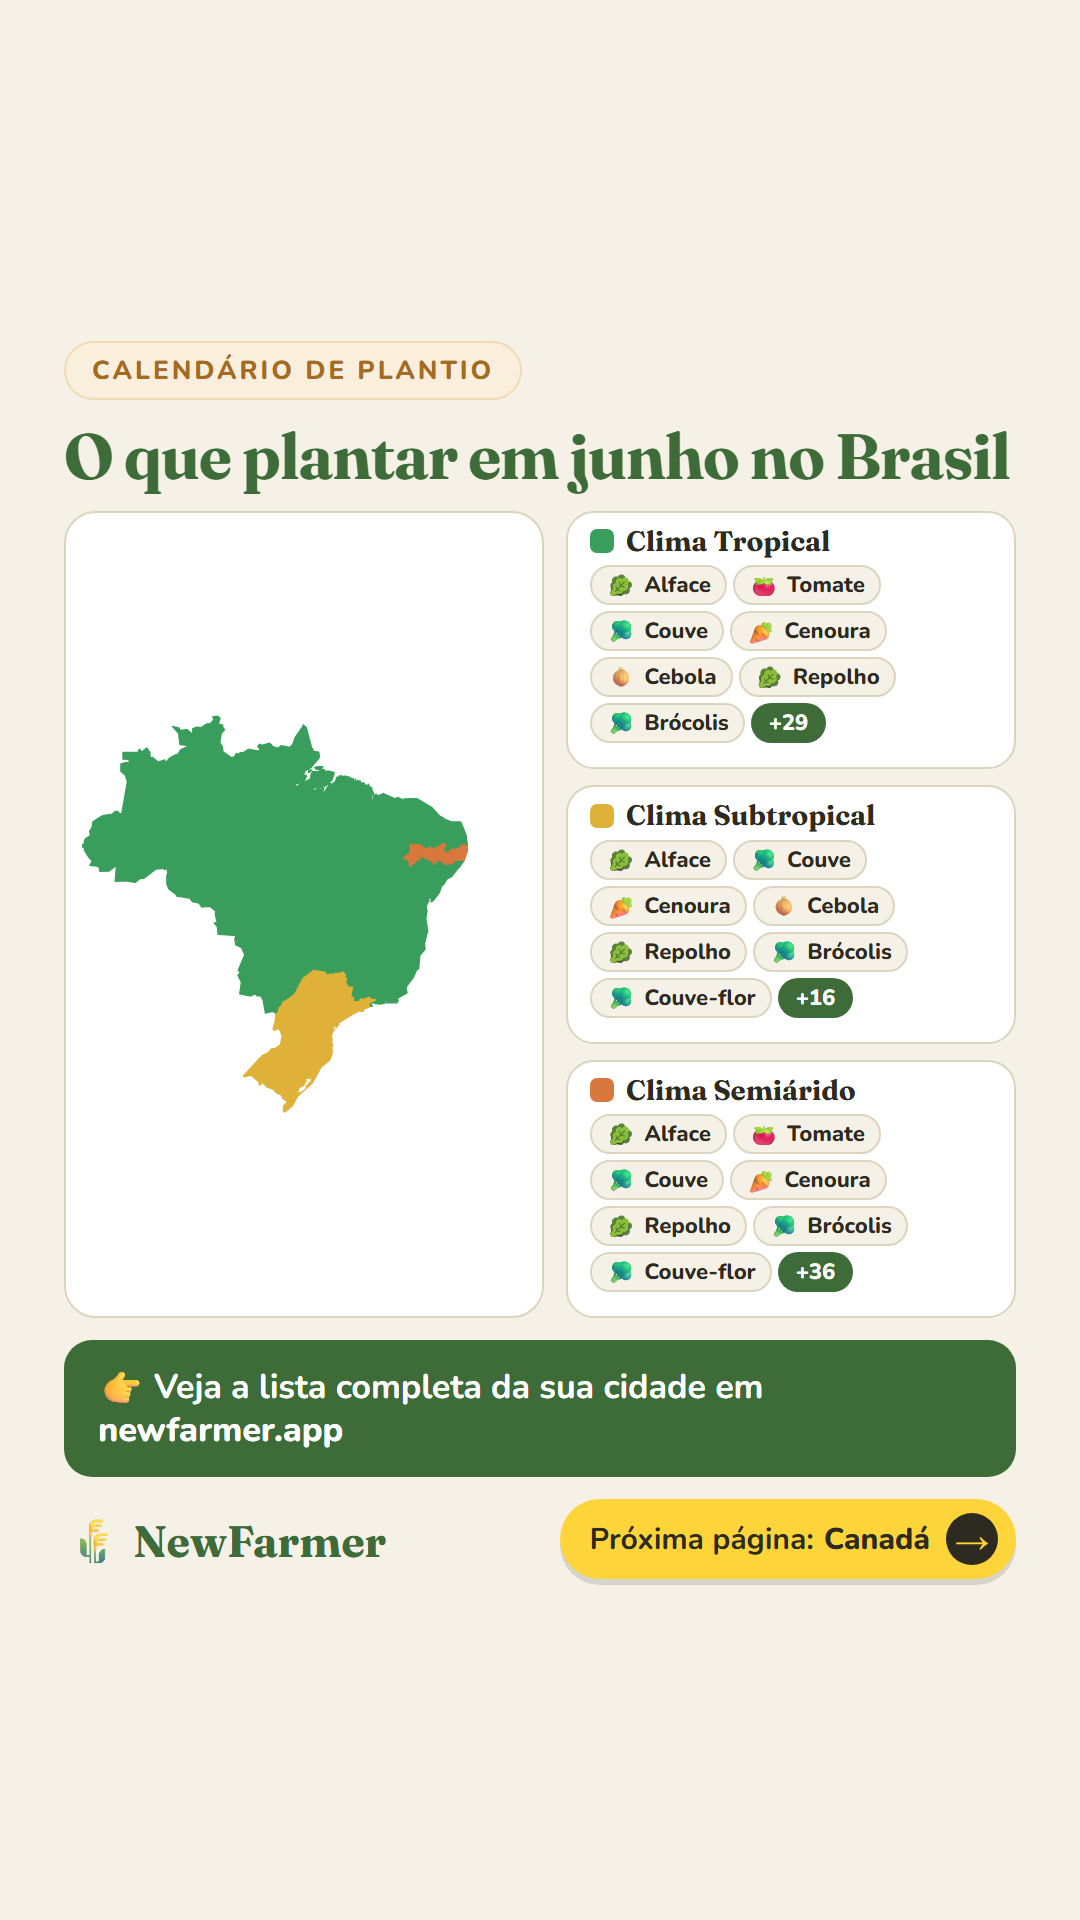 CALENDÁRIO DE PLANTIO
O que plantar em junho no Brasil
Clima Tropical
Alface Tomate
Couve Cenoura
Cebola Repolho
Brócolis +29
Clima Subtropical
Alface Couve
Cenoura Cebola
Repolho Brócolis
Couve-flor +16
Clima Semiárido
Alface Tomate
Couve Cenoura
Repolho Brócolis
Couve-flor +36
👉 Veja a lista completa da sua cidade em
newfarmer.app
NewFarmer
Próxima página: Canadá →